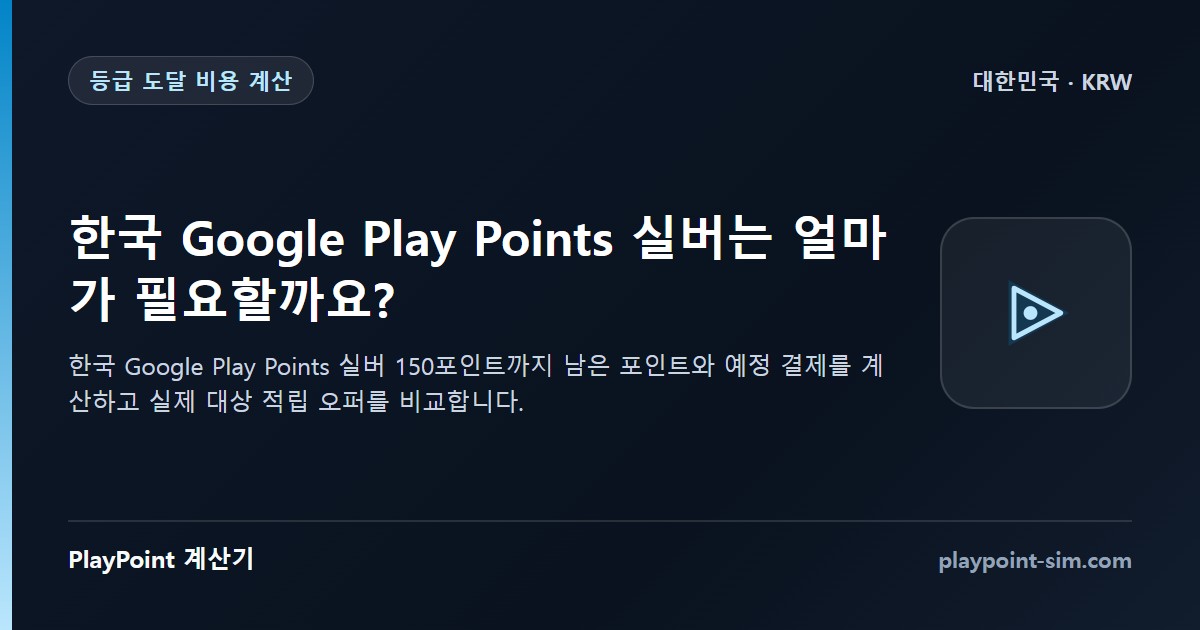 등급 도달 비용 계산
대한민국 · KRW
한국 Google Play Points 실버는 얼마
가 필요할까요?
한국 Google Play Points 실버 150포인트까지 남은 포인트와 예정 결제를 계
산하고 실제 대상 적립 오퍼를 비교합니다.
PlayPoint 계산기
playpoint-sim.com